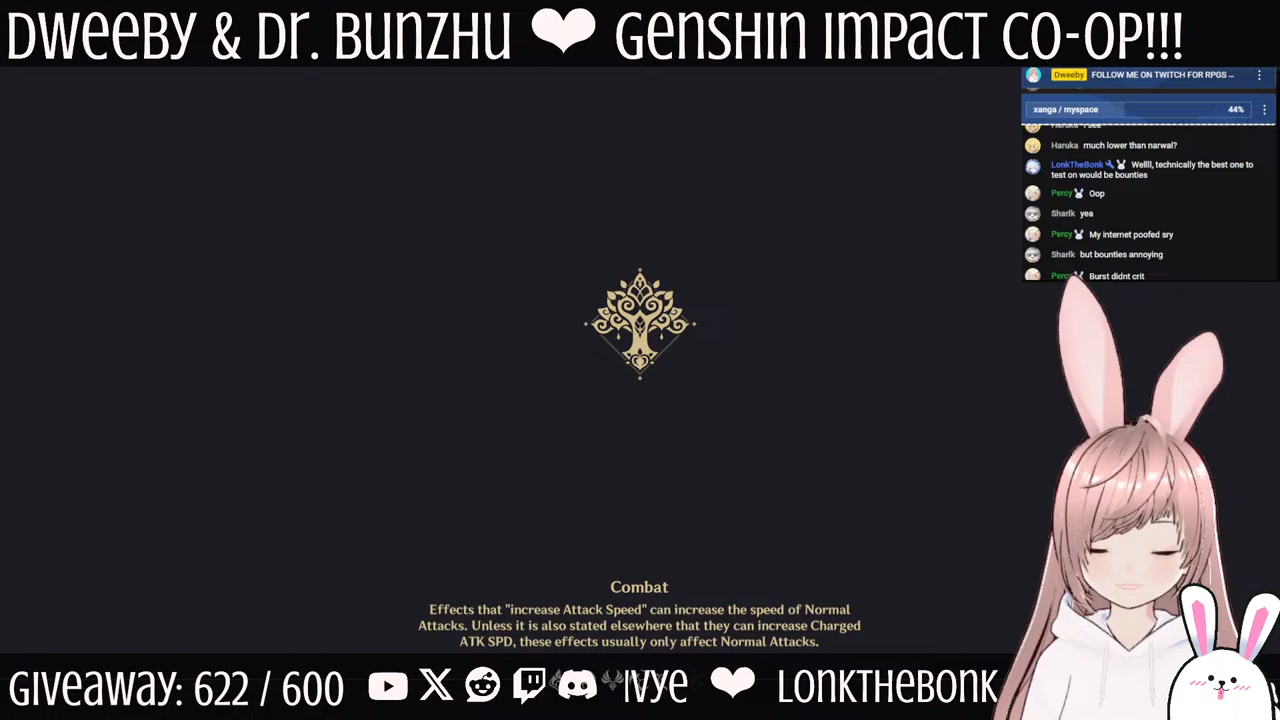 Dweeby & Dr. Bunzhu ❤ Genshin Impact Co-op!!!
Dweeby FOLLOW ME ON TWITCH FOR RPGS ...
xanga / myspace 44%
Haruka I see
Haruka much lower than narwal?
LonkTheBonk Wellll, technically the best one to
test on would be bounties
Percy Oop
Sharlk yea
Percy My internet poofed sry
Sharlk but bounties annoying
Percy Burst didnt crit
Combat
Effects that "increase Attack Speed" can increase the speed of Normal
Attacks. Unless it is also stated elsewhere that they can increase Charged
ATK SPD, these effects usually only affect Normal Attacks.
Giveaway: 622 / 600 Ivye ❤ LonkTheBonk